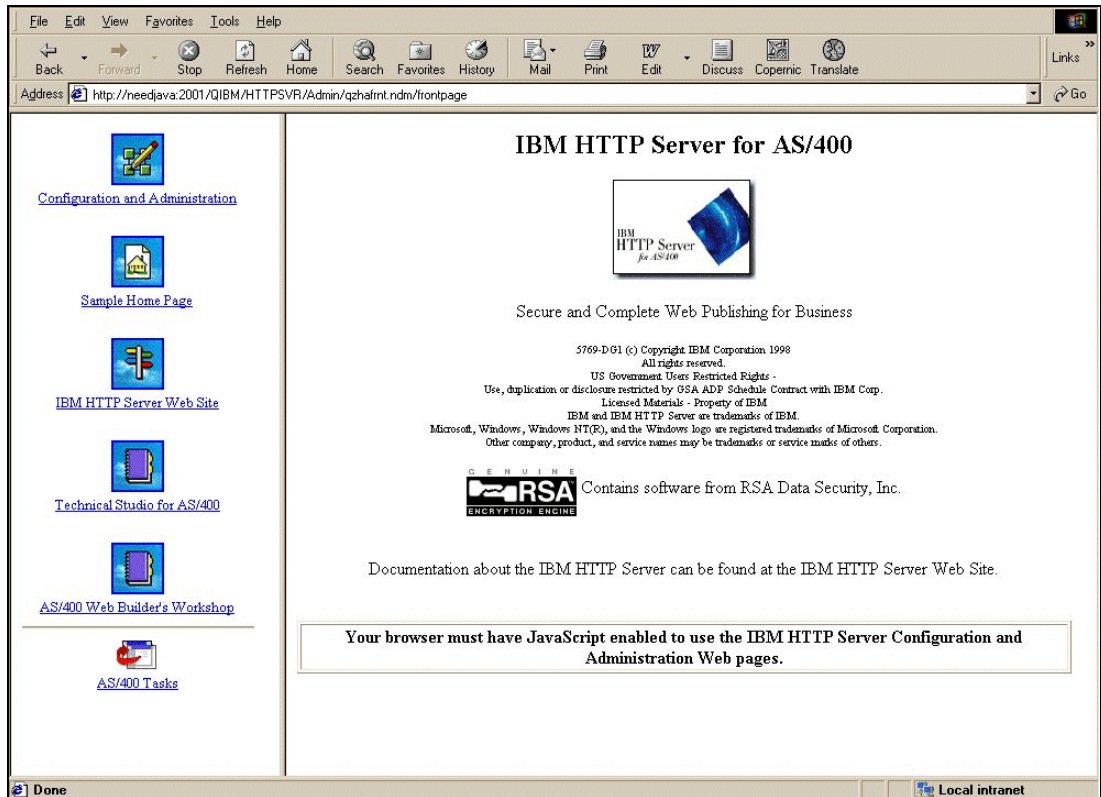 File Edit View Favorites Tools Help
Back Forward Stop Refresh Home Search Favorites History Mail Print Edit Discuss Copernic Translate Links »
Address http://needjava:2001/QIBM/HTTPSVR/Admin/qzhafrnt.ndm/frontpage Go
Configuration and Administration
Sample Home Page
IBM HTTP Server Web Site
Technical Studio for AS/400
AS/400 Web Builder's Workshop
AS/400 Tasks
IBM HTTP Server for AS/400
IBM
HTTP Server
for AS/400
Secure and Complete Web Publishing for Business
5769-DG1 (c) Copyright IBM Corporation 1998
All rights reserved.
US Government Users Restricted Rights -
Use, duplication or disclosure restricted by GSA ADP Schedule Contract with IBM Corp.
Licensed Materials - Property of IBM
IBM and IBM HTTP Server are trademarks of IBM.
Microsoft, Windows, Windows NT(R), and the Windows logo are registered trademarks of Microsoft Corporation.
Other company, product, and service names may be trademarks or service marks of others.
GENUINE
RSA
ENCRYPTION ENGINE
Contains software from RSA Data Security, Inc.
Documentation about the IBM HTTP Server can be found at the IBM HTTP Server Web Site.
Your browser must have JavaScript enabled to use the IBM HTTP Server Configuration and
Administration Web pages.
Done Local intranet